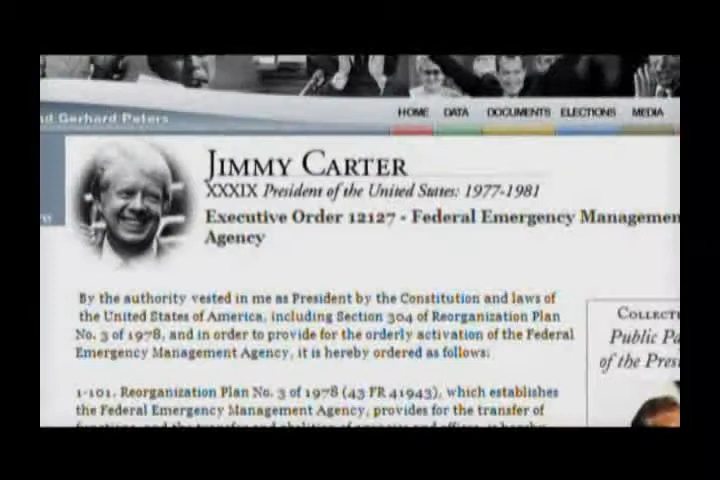 HOME DATA DOCUMENTS ELECTIONS MEDIA
nd Gerhard Peters
JIMMY CARTER
XXXIX President of the United States: 1977-1981
Executive Order 12127 - Federal Emergency Managemen
Agency
By the authority vested in me as President by the Constitution and laws of
the United States of America, including Section 304 of Reorganization Plan
No. 3 of 1978, and in order to provide for the orderly activation of the Federal
Emergency Management Agency, it is hereby ordered as follows:
1-101. Reorganization Plan No. 3 of 1978 (43 FR 41943), which establishes
the Federal Emergency Management Agency, provides for the transfer of
COLLECT
Public Pa
of the Pres